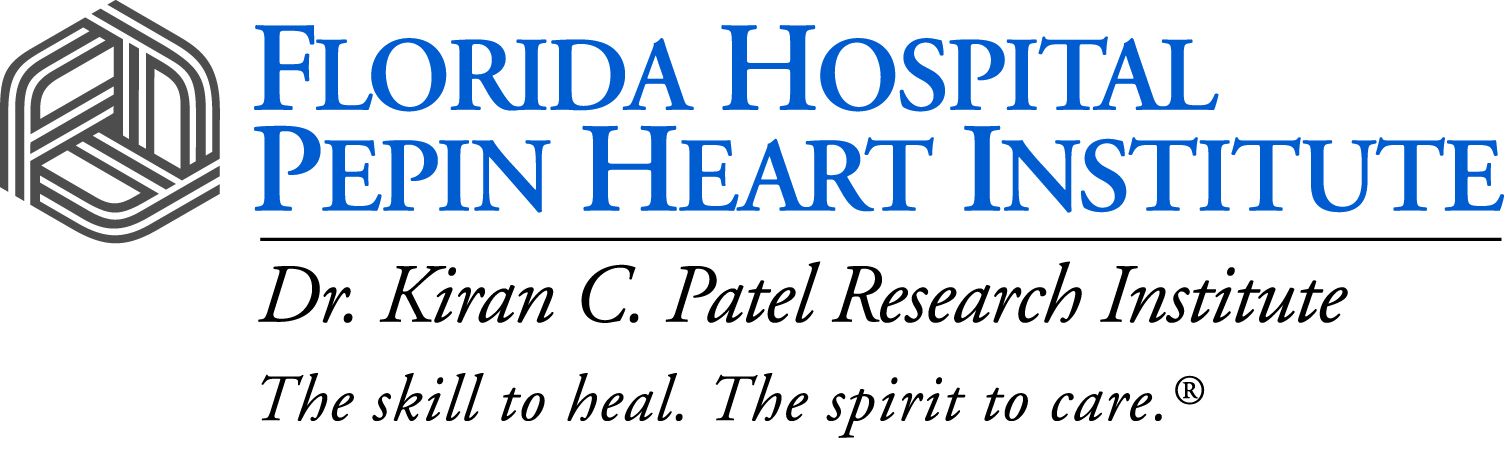 Florida Hospital
Pepin Heart Institute
Dr. Kiran C. Patel Research Institute
The skill to heal. The spirit to care.®